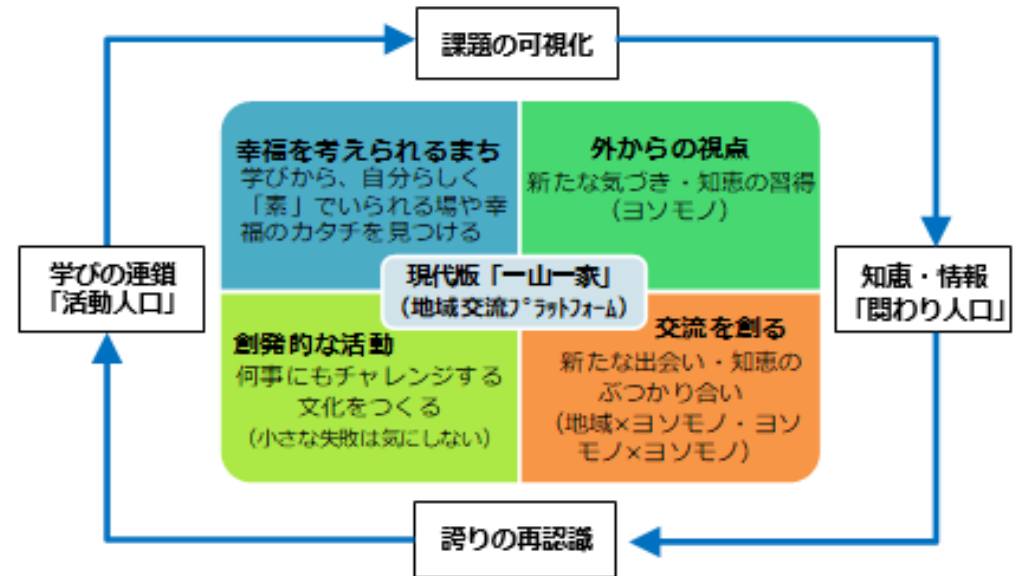 課題の可視化
幸福を考えられるまち
学びから、自分らしく
「素」でいられる場や幸
福のカタチを見つける
外からの視点
新たな気づき・知恵の習得
（ヨソモノ）
学びの連鎖
「活動人口」
現代版「一山一家」
（地域交流ﾌﾟﾗｯﾄﾌｫｰﾑ）
知恵・情報
「関わり人口」
創発的な活動
何事にもチャレンジする
文化をつくる
（小さな失敗は気にしない）
交流を創る
新たな出会い・知恵の
ぶつかり合い
（地域×ヨソモノ・ヨソ
モノ×ヨソモノ）
誇りの再認識